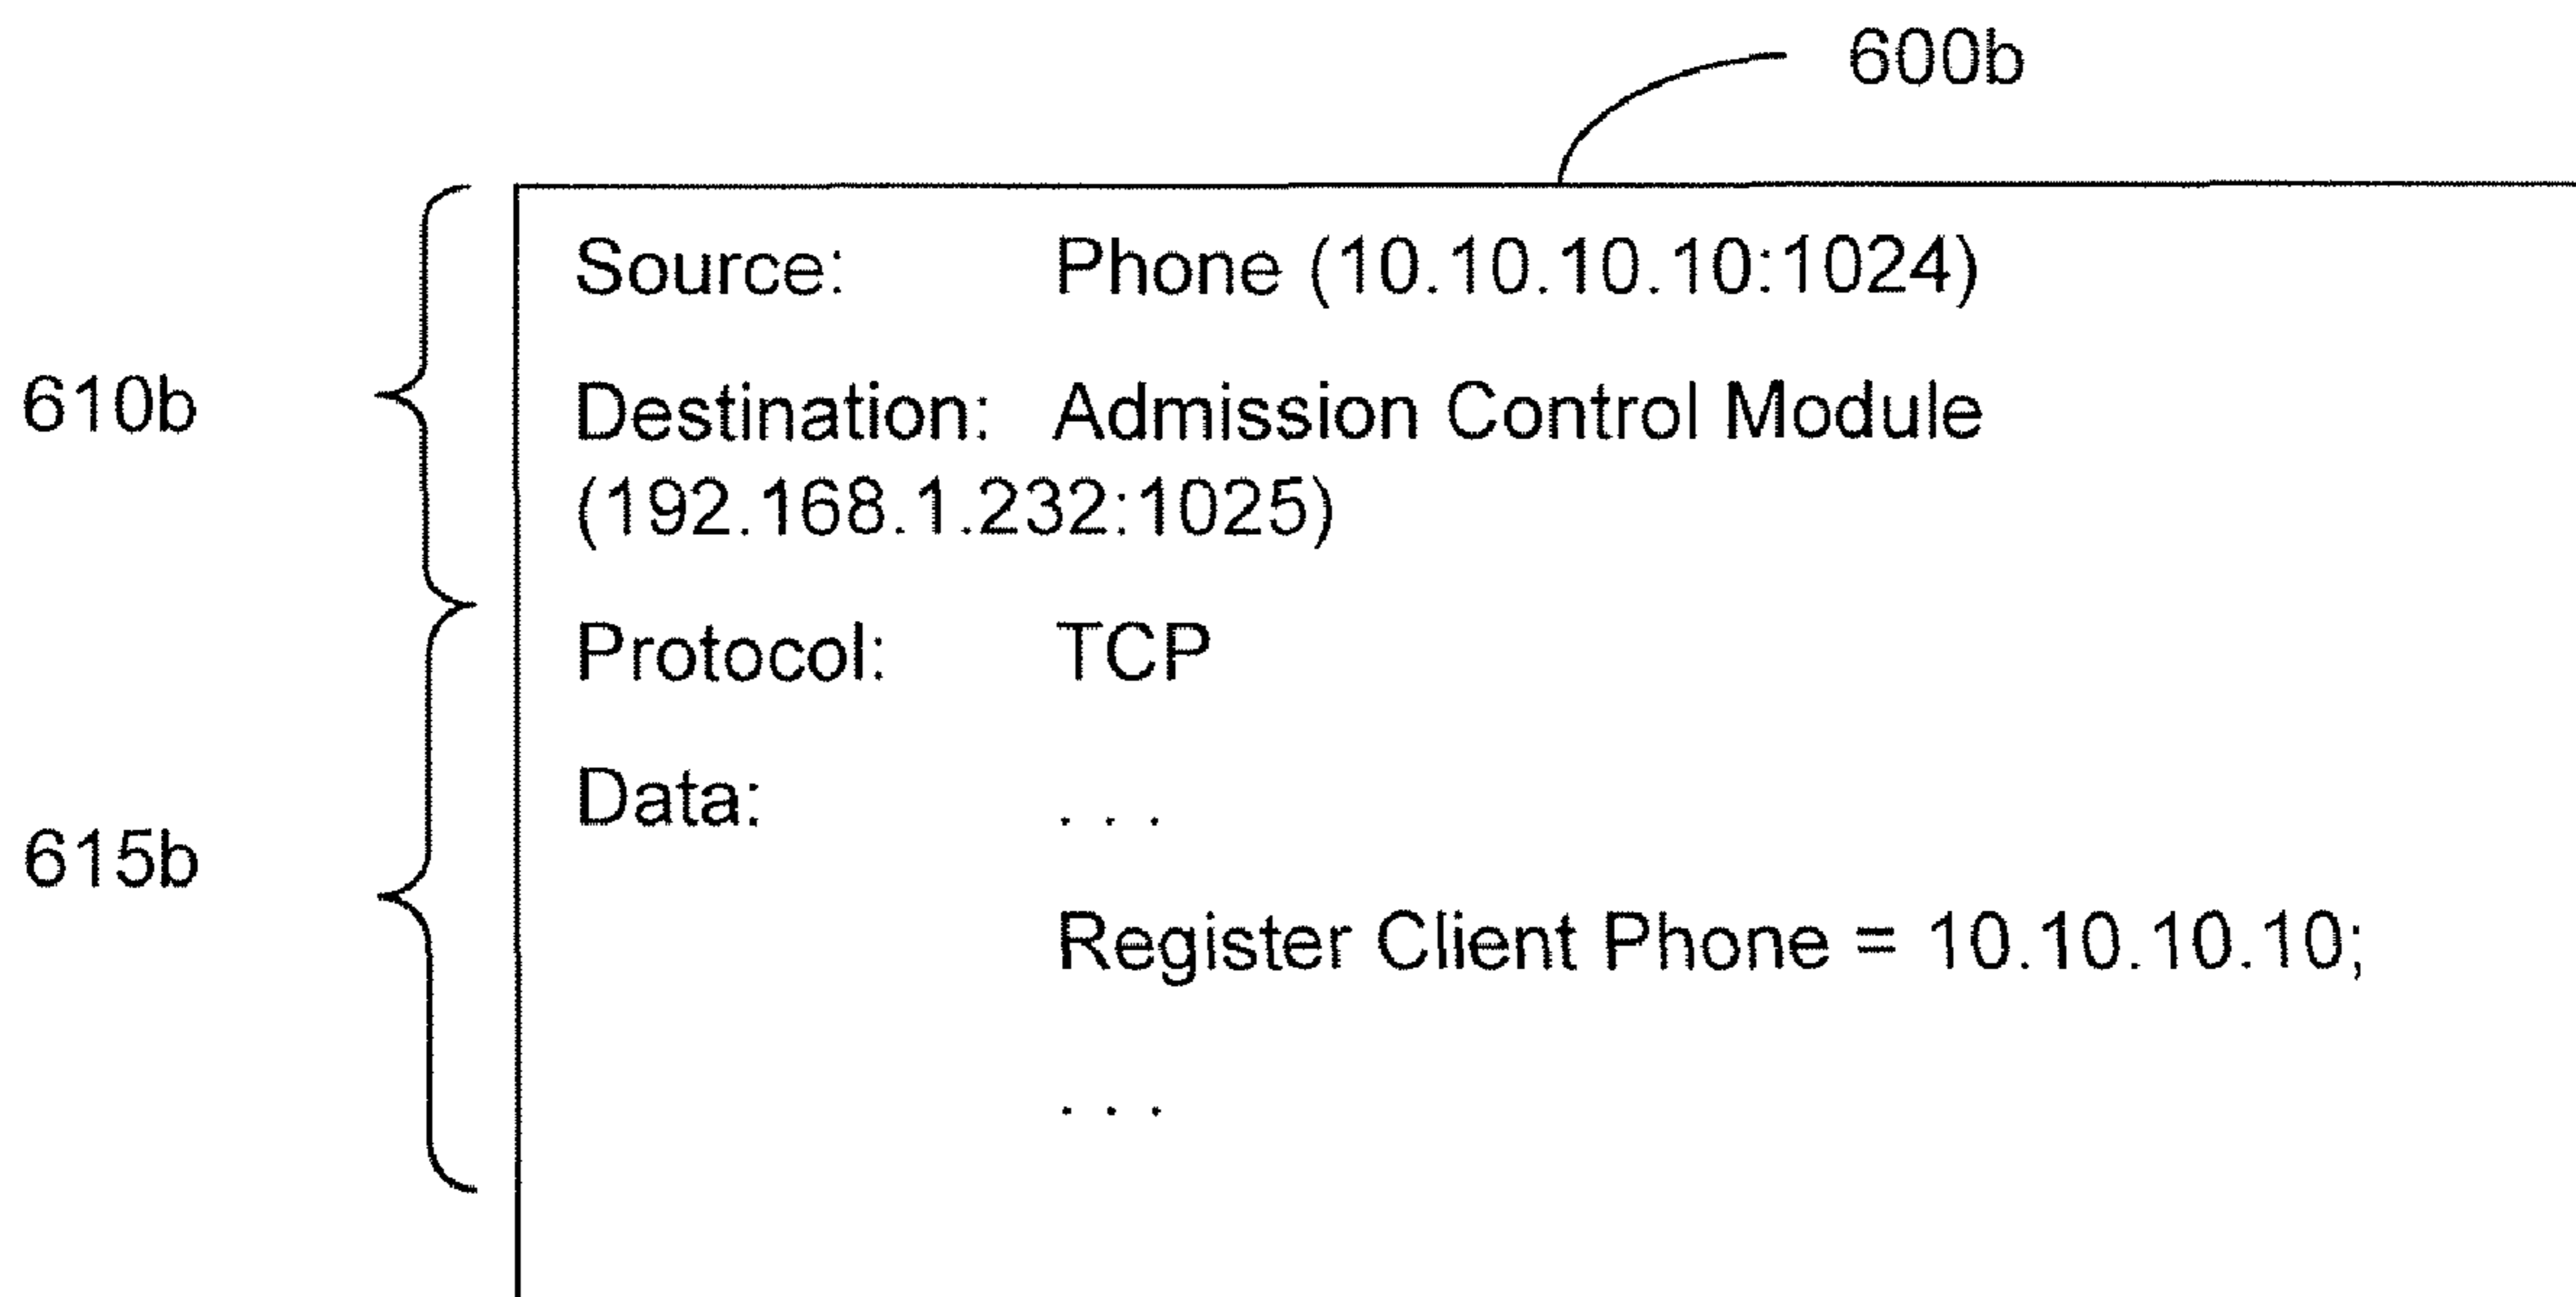 600b
Source: Phone (10.10.10.10:1024)
610b
Destination: Admission Control Module
(192.168.1.232:1025)
Protocol: TCP
Data: . . .
615b
Register Client Phone = 10.10.10.10;
. . .